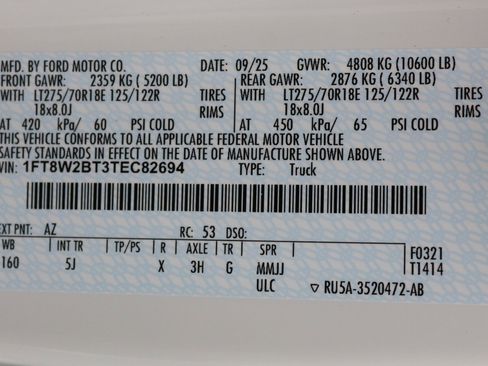 MFD. BY FORD MOTOR CO. DATE: 09/25 GVWR: 4808 KG (10600 LB)
FRONT GAWR: 2359 KG (5200 LB) REAR GAWR: 2876 KG (6340 LB)
WITH LT275/70R18E 125/122R TIRES WITH LT275/70R18E 125/122R TIRES
18x8.0J RIMS 18x8.0J RIMS
AT 420 kPa/ 60 PSI COLD AT 450 kPa/ 65 PSI COLD
THIS VEHICLE CONFORMS TO ALL APPLICABLE FEDERAL MOTOR VEHICLE
SAFETY STANDARDS IN EFFECT ON THE DATE OF MANUFACTURE SHOWN ABOVE.
VIN: 1FT8W2BT3TEC82694 TYPE: Truck
EXT PNT: AZ RC: 53 DSO:
WB INT TR TP/PS R AXLE TR SPR F0321
160 5J X 3H G MMJJ T1414
ULC ▽ RU5A-3520472-AB